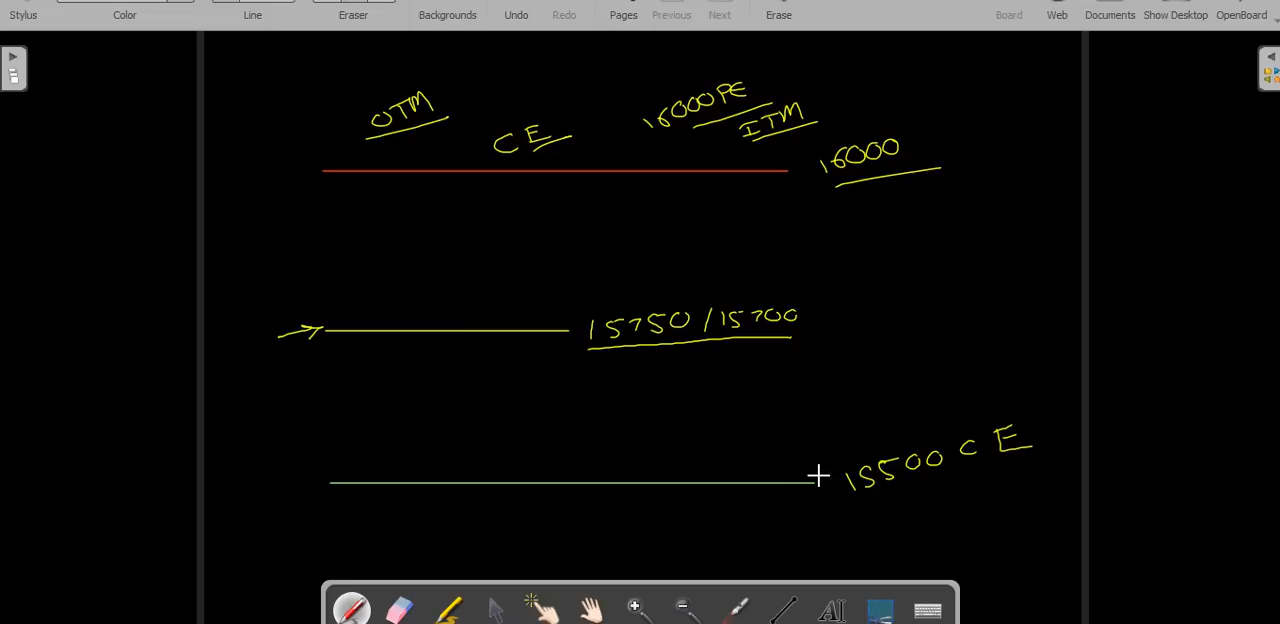 Stylus Color Line Eraser Backgrounds Undo Redo Pages Previous Next Erase Board Web Documents Show Desktop OpenBoard
OTM CE 16000PE ITM 16000
15750/15700
15500 CE
AI